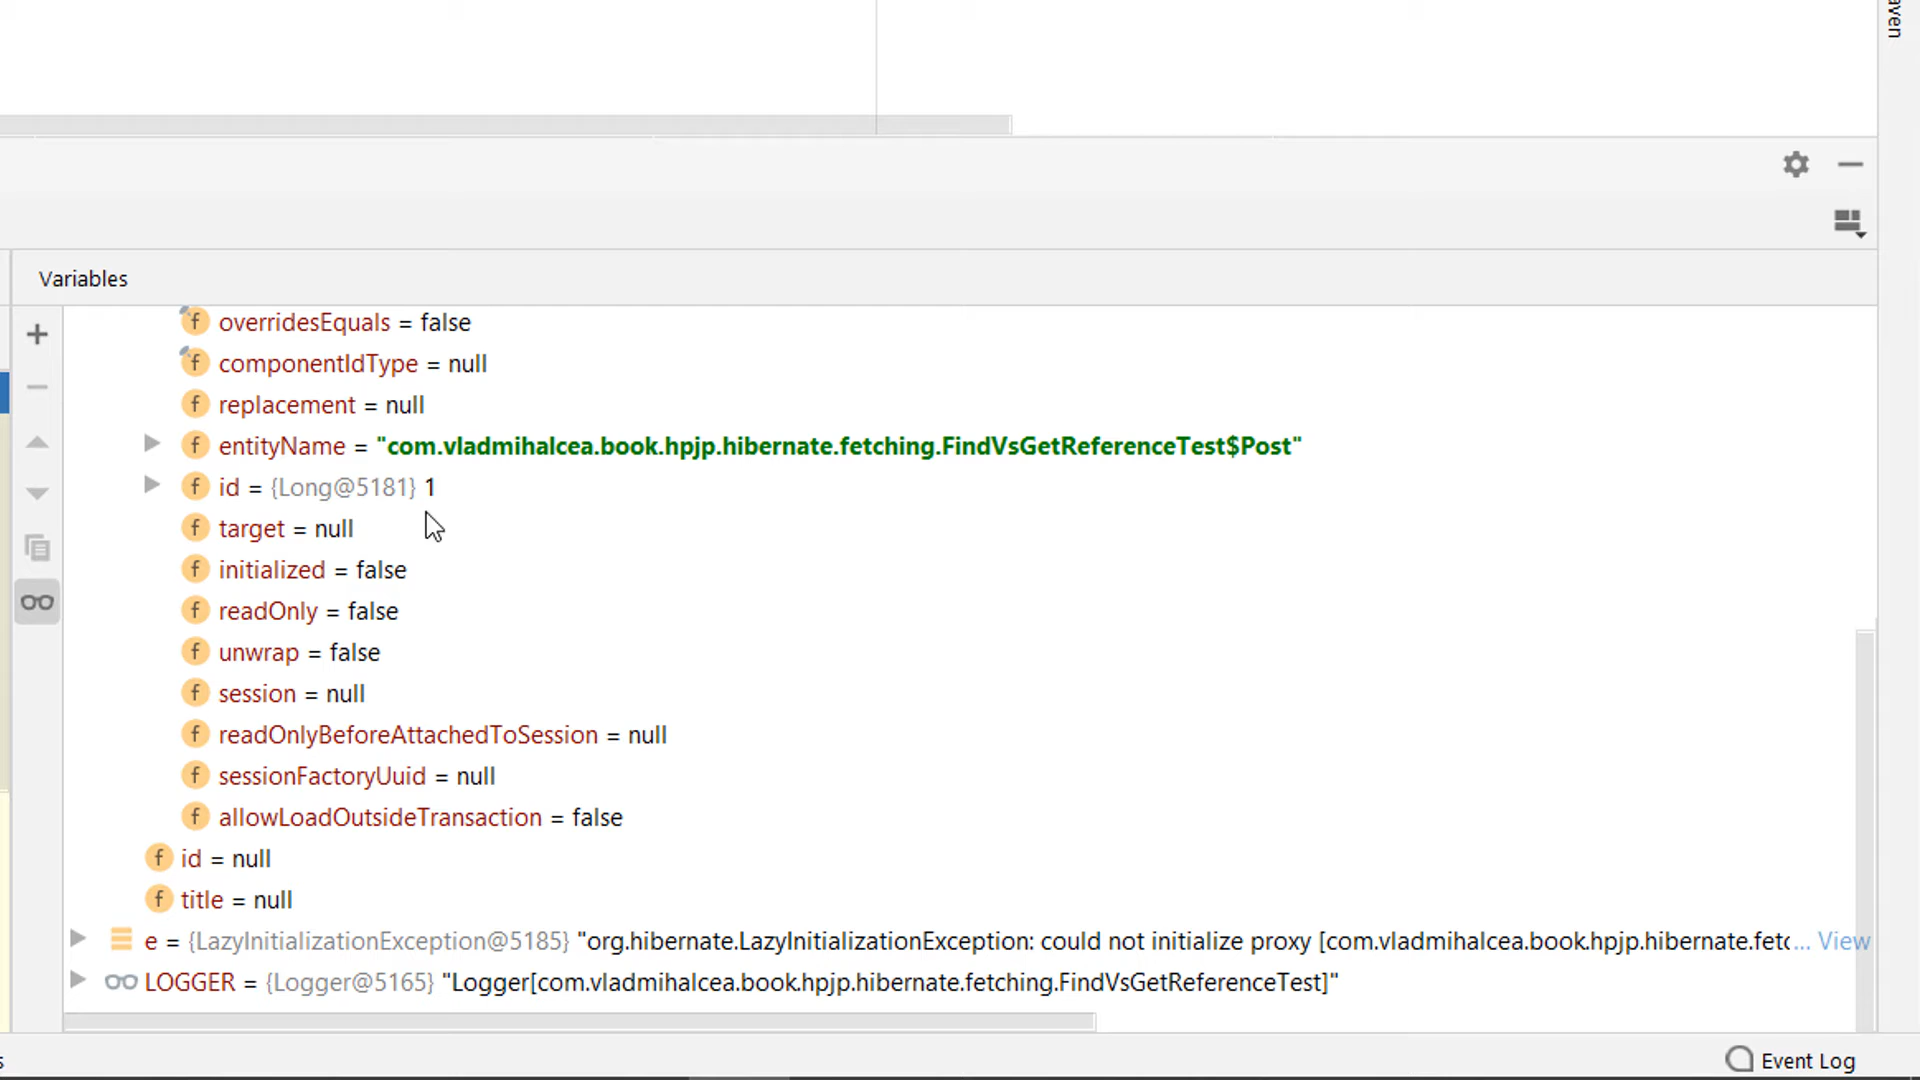 aven
Variables
f overridesEquals = false
f componentIdType = null
f replacement = null
f entityName = "com.vladmihalcea.book.hpjp.hibernate.fetching.FindVsGetReferenceTest$Post"
f id = {Long@5181} 1
f target = null
f initialized = false
f readOnly = false
f unwrap = false
f session = null
f readOnlyBeforeAttachedToSession = null
f sessionFactoryUuid = null
f allowLoadOutsideTransaction = false
f id = null
f title = null
e = {LazyInitializationException@5185} "org.hibernate.LazyInitializationException: could not initialize proxy [com.vladmihalcea.book.hpjp.hibernate.fetc... View
LOGGER = {Logger@5165} "Logger[com.vladmihalcea.book.hpjp.hibernate.fetching.FindVsGetReferenceTest]"
s Event Log